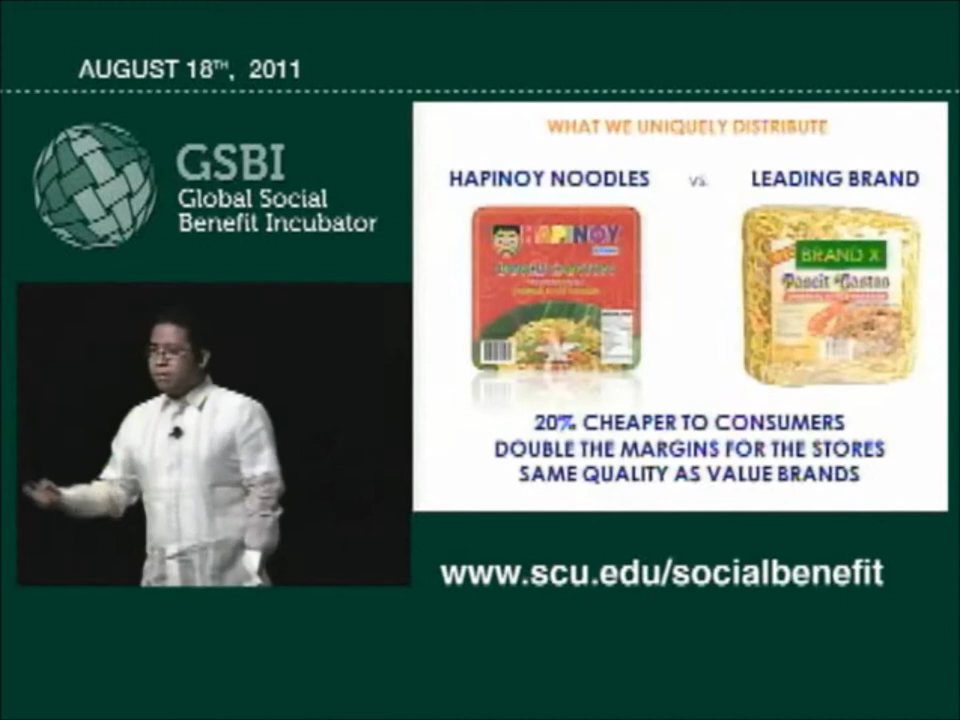 AUGUST 18TH, 2011
GSBI
Global Social
Benefit Incubator
WHAT WE UNIQUELY DISTRIBUTE
HAPINOY NOODLES vs. LEADING BRAND
HAPINOY
BRAND X
20% CHEAPER TO CONSUMERS
DOUBLE THE MARGINS FOR THE STORES
SAME QUALITY AS VALUE BRANDS
www.scu.edu/socialbenefit